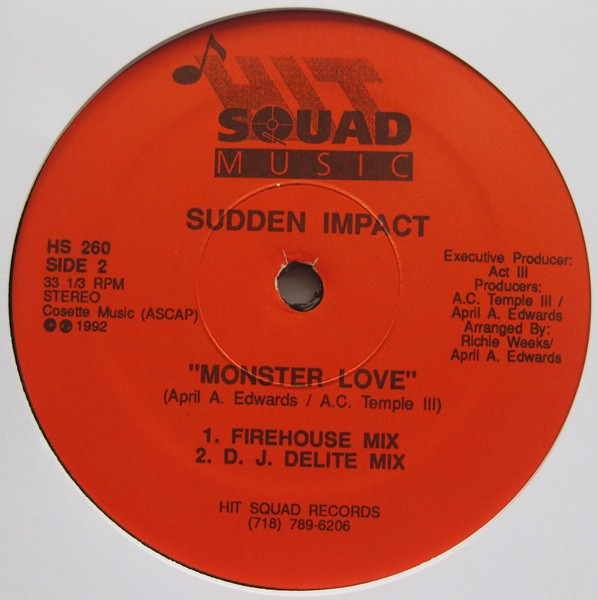 HIT
SQUAD
MUSIC
SUDDEN IMPACT
HS 260
SIDE 2
33 1/3 RPM
STEREO
Cosette Music (ASCAP)
© ℗ 1992
Executive Producer:
Act III
Producers:
A.C. Temple III /
April A. Edwards
Arranged By:
Richie Weeks/
April A. Edwards
"MONSTER LOVE"
(April A. Edwards / A.C. Temple III)
1. FIREHOUSE MIX
2. D. J. DELITE MIX
HIT SQUAD RECORDS
(718) 789-6206